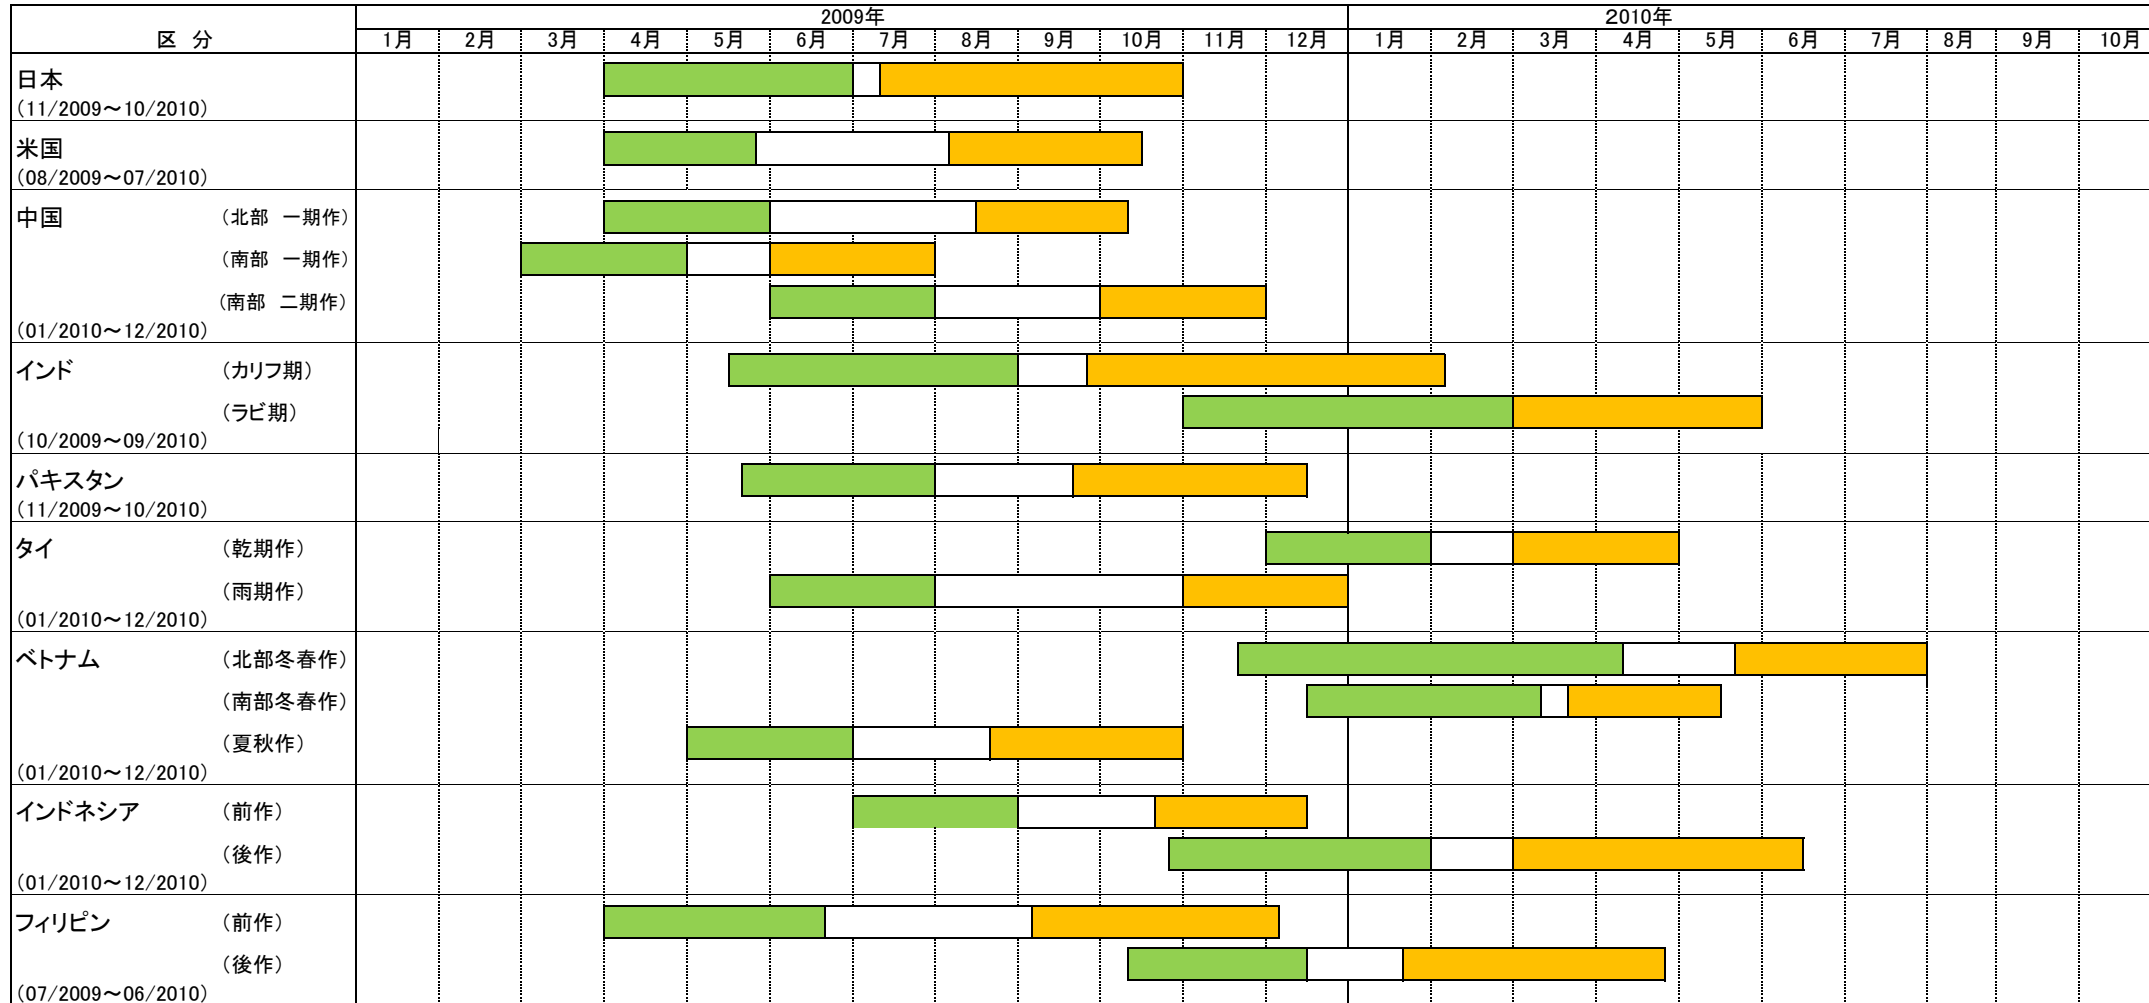 2009年 2010年
区 分 1月 2月 3月 4月 5月 6月 7月 8月 9月 10月 11月 12月 1月 2月 3月 4月 5月 6月 7月 8月 9月 10月
日本
（11/2009～10/2010）
米国
（08/2009～07/2010）
中国 （北部 一期作）
（南部 一期作）
（南部 二期作）
（01/2010～12/2010）
インド （カリフ期）
（ラビ期）
（10/2009～09/2010）
パキスタン
（11/2009～10/2010）
タイ （乾期作）
（雨期作）
（01/2010～12/2010）
ベトナム （北部冬春作）
（南部冬春作）
（夏秋作）
（01/2010～12/2010）
インドネシア （前作）
（後作）
（01/2010～12/2010）
フィリピン （前作）
（後作）
（07/2009～06/2010）